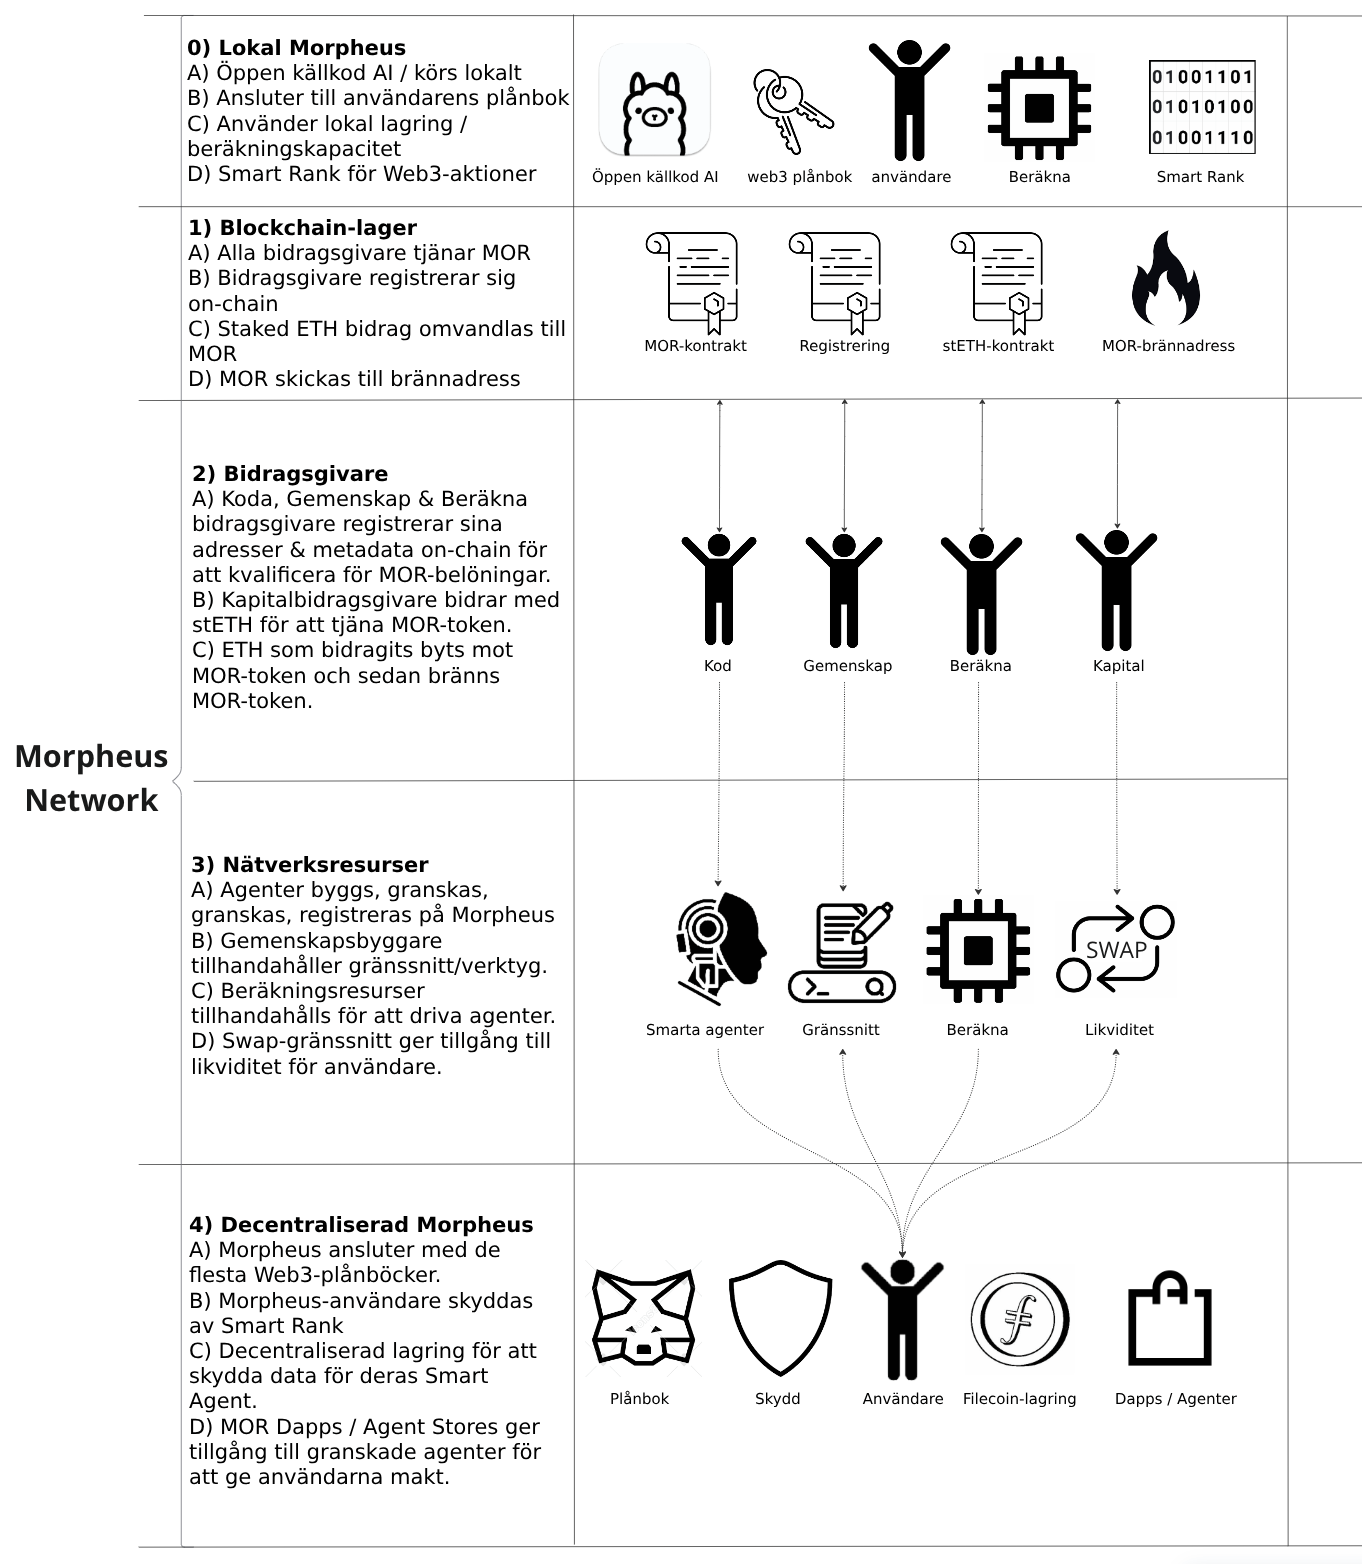 0) Lokal Morpheus
A) Öppen källkod AI / körs lokalt
B) Ansluter till användarens plånbok
C) Använder lokal lagring /
beräkningskapacitet
D) Smart Rank för Web3-aktioner
01001101
01010100
01001110
Öppen källkod AI
web3 plånbok
användare
Beräkna
Smart Rank
1) Blockchain-lager
A) Alla bidragsgivare tjänar MOR
B) Bidragsgivare registrerar sig
on-chain
C) Staked ETH bidrag omvandlas till
MOR
D) MOR skickas till brännadress
MOR-kontrakt
Registrering
stETH-kontrakt
MOR-brännadress
2) Bidragsgivare
A) Koda, Gemenskap & Beräkna
bidragsgivare registrerar sina
adresser & metadata on-chain för
att kvalificera för MOR-belöningar.
B) Kapitalbidragsgivare bidrar med
stETH för att tjäna MOR-token.
C) ETH som bidragits byts mot
MOR-token och sedan bränns
MOR-token.
Kod
Gemenskap
Beräkna
Kapital
Morpheus
Network
3) Nätverksresurser
A) Agenter byggs, granskas,
granskas, registreras på Morpheus
B) Gemenskapsbyggare
tillhandahåller gränssnitt/verktyg.
C) Beräkningsresurser
tillhandahålls för att driva agenter.
D) Swap-gränssnitt ger tillgång till
likviditet för användare.
SWAP
Smarta agenter
Gränssnitt
Beräkna
Likviditet
4) Decentraliserad Morpheus
A) Morpheus ansluter med de
flesta Web3-plånböcker.
B) Morpheus-användare skyddas
av Smart Rank
C) Decentraliserad lagring för att
skydda data för deras Smart
Agent.
D) MOR Dapps / Agent Stores ger
tillgång till granskade agenter för
att ge användarna makt.
Plånbok
Skydd
Användare
Filecoin-lagring
Dapps / Agenter